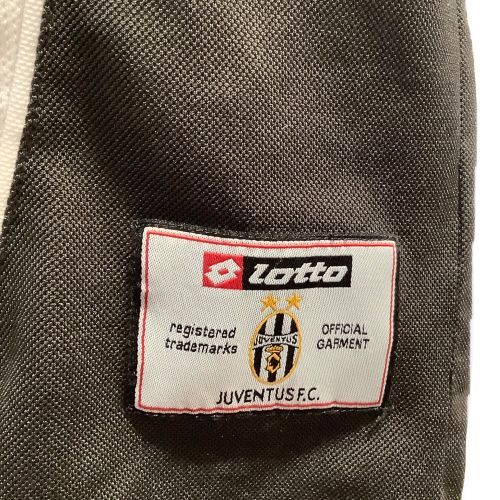 lotto
registered
trademarks
JUVENTUS
OFFICIAL
GARMENT
JUVENTUS F.C.